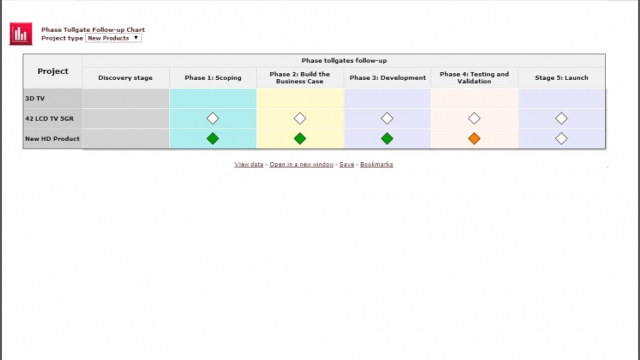 Phase Tollgate Follow-up Chart
Project type New Products
Project
Phase tollgates follow-up
Discovery stage
Phase 1: Scoping
Phase 2: Build the
Business Case
Phase 3: Development
Phase 4: Testing and
Validation
Stage 5: Launch
3D TV
42 LCD TV SGR
New HD Product
View data - Open in a new window - Save - Bookmarks